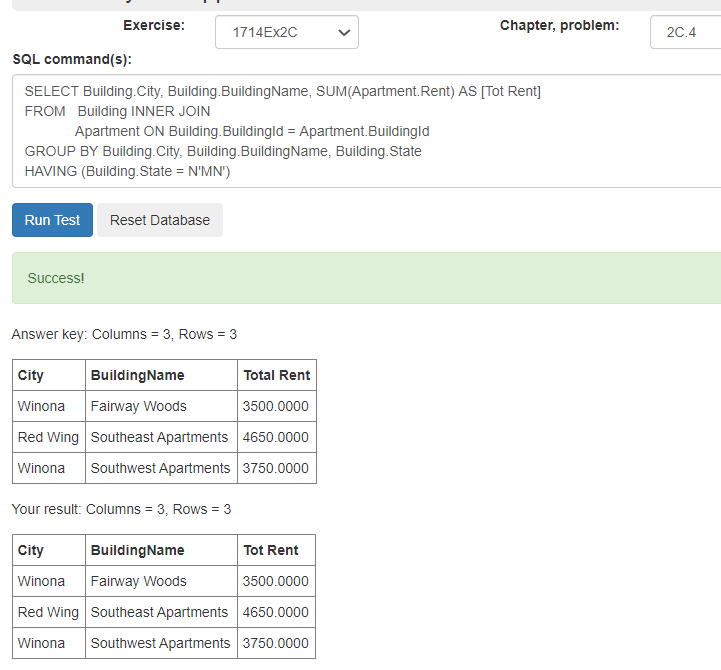 Exercise: 1714Ex2C Chapter, problem: 2C.4
SQL command(s):
SELECT Building.City, Building.BuildingName, SUM(Apartment.Rent) AS [Tot Rent]
FROM Building INNER JOIN
Apartment ON Building.BuildingId = Apartment.BuildingId
GROUP BY Building.City, Building.BuildingName, Building.State
HAVING (Building.State = N'MN')
Run Test Reset Database
Success!
Answer key: Columns = 3, Rows = 3
City BuildingName Total Rent
Winona Fairway Woods 3500.0000
Red Wing Southeast Apartments 4650.0000
Winona Southwest Apartments 3750.0000
Your result: Columns = 3, Rows = 3
City BuildingName Tot Rent
Winona Fairway Woods 3500.0000
Red Wing Southeast Apartments 4650.0000
Winona Southwest Apartments 3750.0000